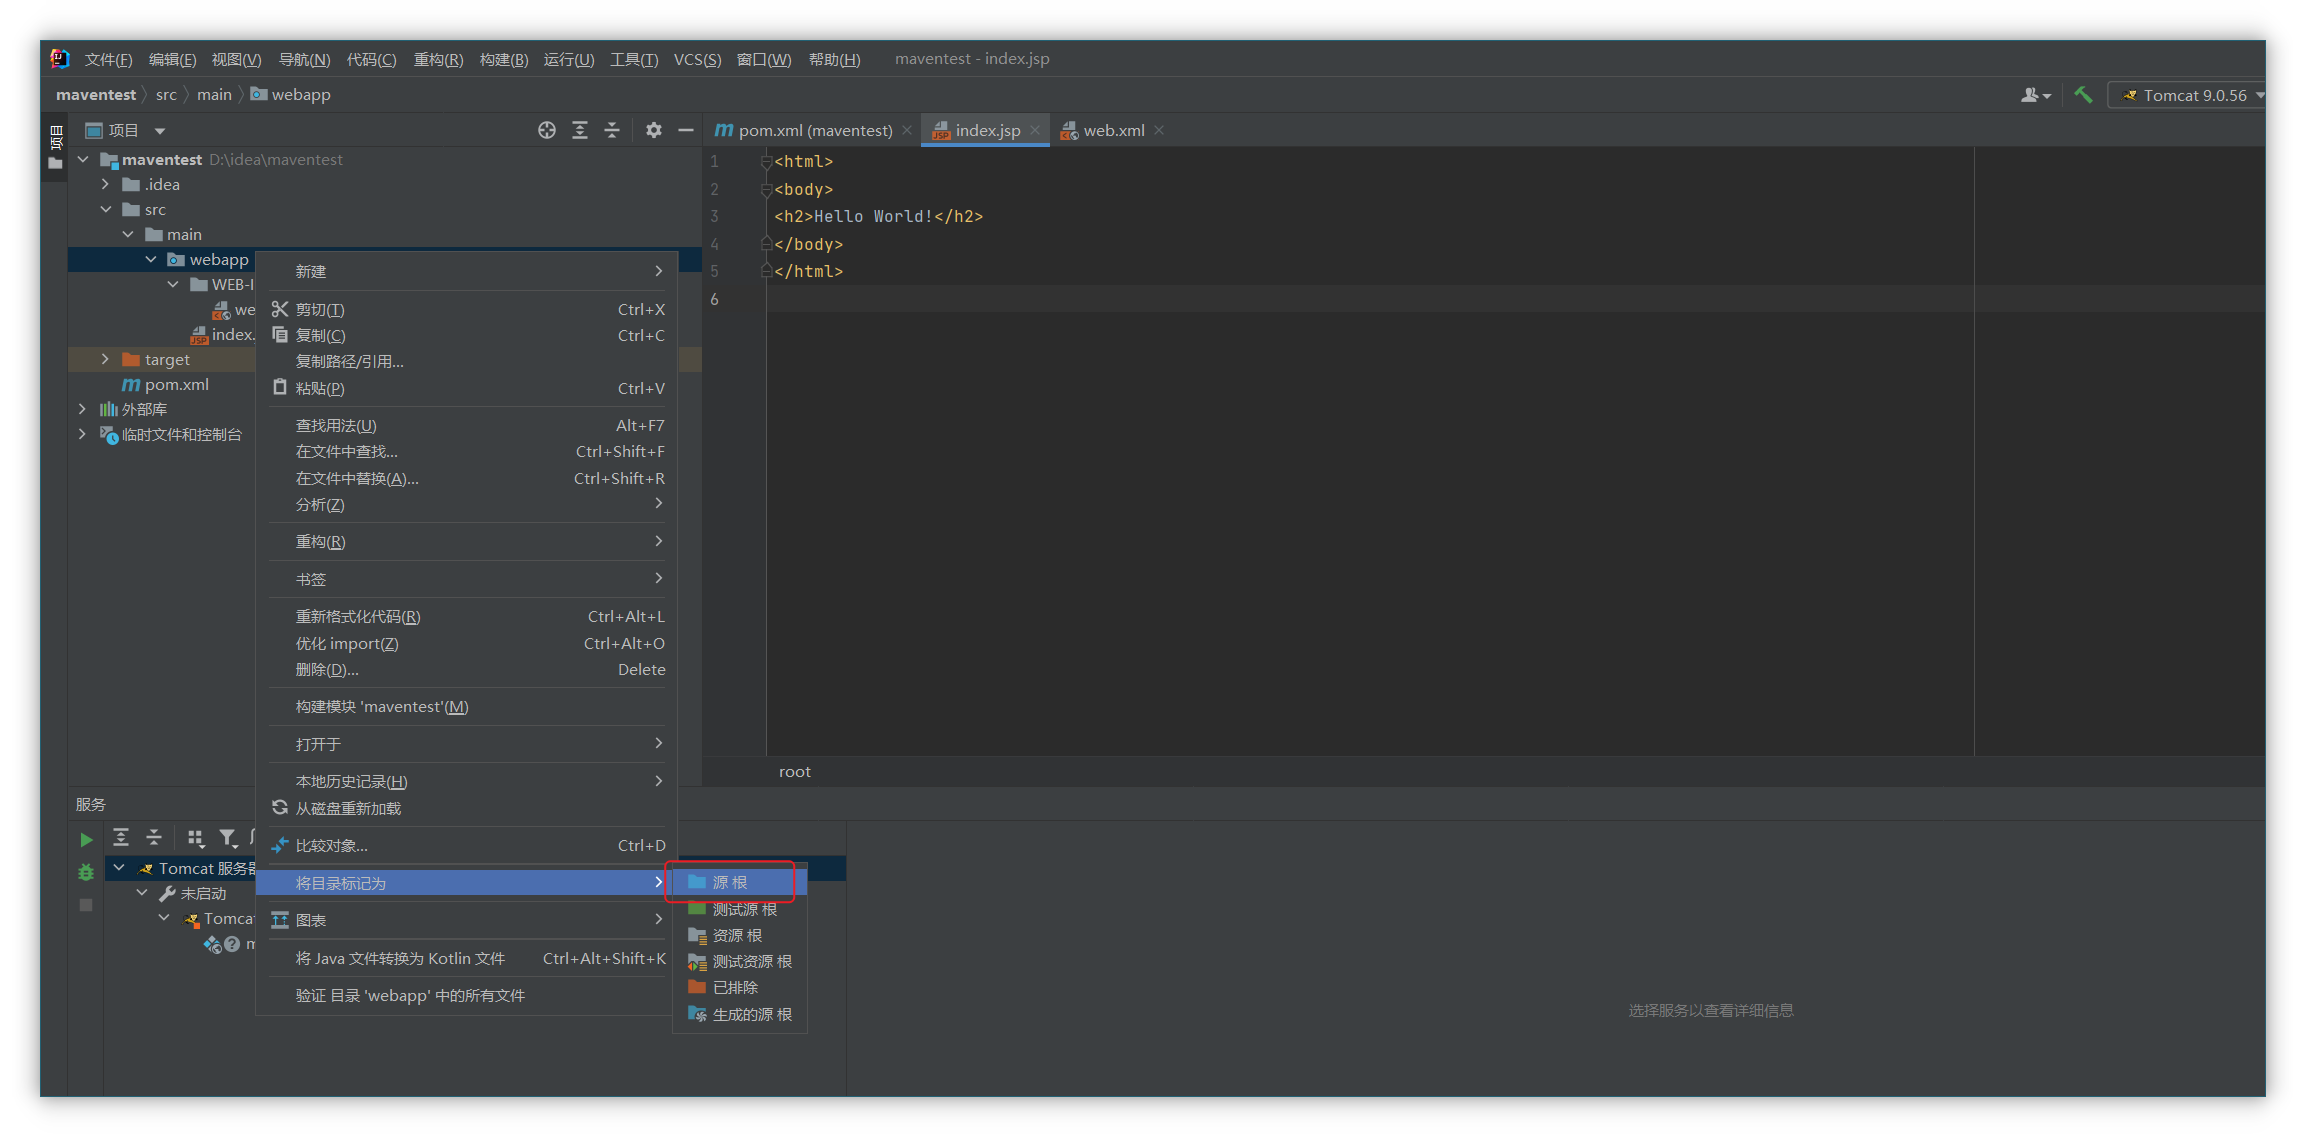 文件(F) 编辑(E) 视图(V) 导航(N) 代码(C) 重构(R) 构建(B) 运行(U) 工具(T) VCS(S) 窗口(W) 帮助(H) maventest - index.jsp
maventest src main webapp
Tomcat 9.0.56
项目
项目
pom.xml (maventest)
index.jsp
web.xml
maventest D:\idea\maventest
.idea
src
main
webapp
WEB-I
we
index.
target
pom.xml
外部库
临时文件和控制台
1 <html>
2 <body>
3 <h2>Hello World!</h2>
4 </body>
5 </html>
6
root
新建
剪切(T) Ctrl+X
复制(C) Ctrl+C
复制路径/引用...
粘贴(P) Ctrl+V
查找用法(U) Alt+F7
在文件中查找... Ctrl+Shift+F
在文件中替换(A)... Ctrl+Shift+R
分析(Z)
重构(R)
书签
重新格式化代码(R) Ctrl+Alt+L
优化 import(Z) Ctrl+Alt+O
删除(D)... Delete
构建模块 'maventest'(M)
打开于
本地历史记录(H)
从磁盘重新加载
比较对象... Ctrl+D
将目录标记为
图表
将 Java 文件转换为 Kotlin 文件 Ctrl+Alt+Shift+K
验证 目录 'webapp' 中的所有文件
源 根
测试源 根
资源 根
测试资源 根
已排除
生成的源 根
服务
Tomcat 服务器
未启动
Tomca
m
选择服务以查看详细信息